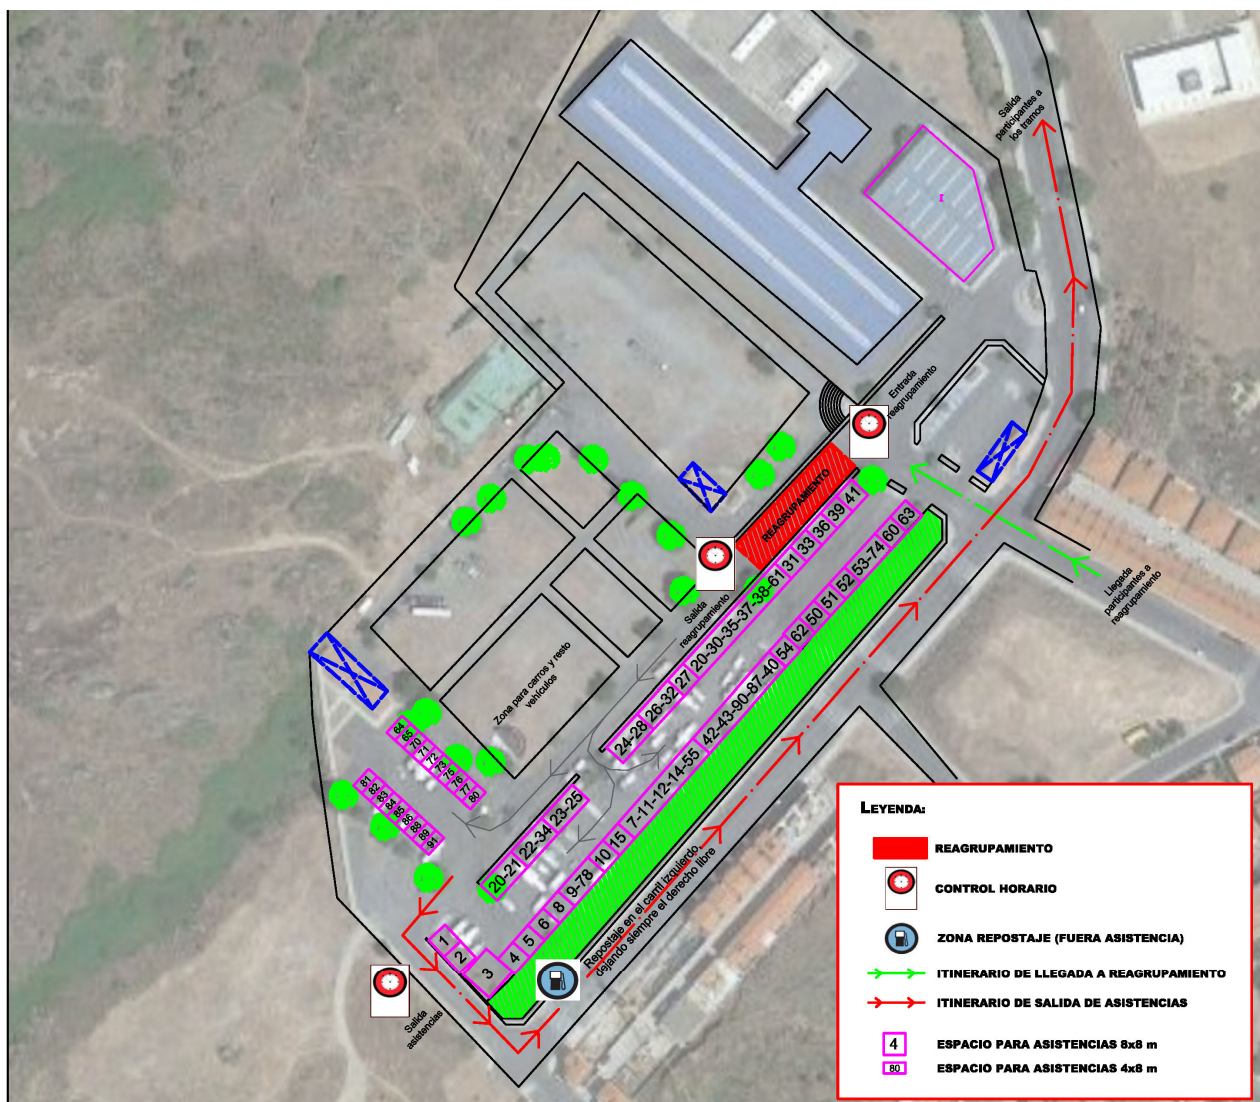 Salida
participantes a
los tramos
I
Entrada
reagrupamiento
REAGRUPAMIENTO
Salida
reagrupamiento
Llegada
participantes a
reagrupamiento
Zona para carros y resto
vehículos
24-28
26-32
27
20-30-35-37-38-61
31
33
36
39
41
20-21
22-34
23-25
1
2
3
4
5
6
8
9-78
10
15
7-11-12-14-55
42-43-90-87-40
54
62
50
51
52
53-74
60
63
64
65
70
71
72
73
75
76
77
80
81
82
83
84
85
86
88
89
91
Repostaje en el carril izquierdo,
dejando siempre el derecho libre
Salida
asistencias
LEYENDA:
REAGRUPAMIENTO
CONTROL HORARIO
ZONA REPOSTAJE (FUERA ASISTENCIA)
ITINERARIO DE LLEGADA A REAGRUPAMIENTO
ITINERARIO DE SALIDA DE ASISTENCIAS
4 ESPACIO PARA ASISTENCIAS 8x8 m
80 ESPACIO PARA ASISTENCIAS 4x8 m